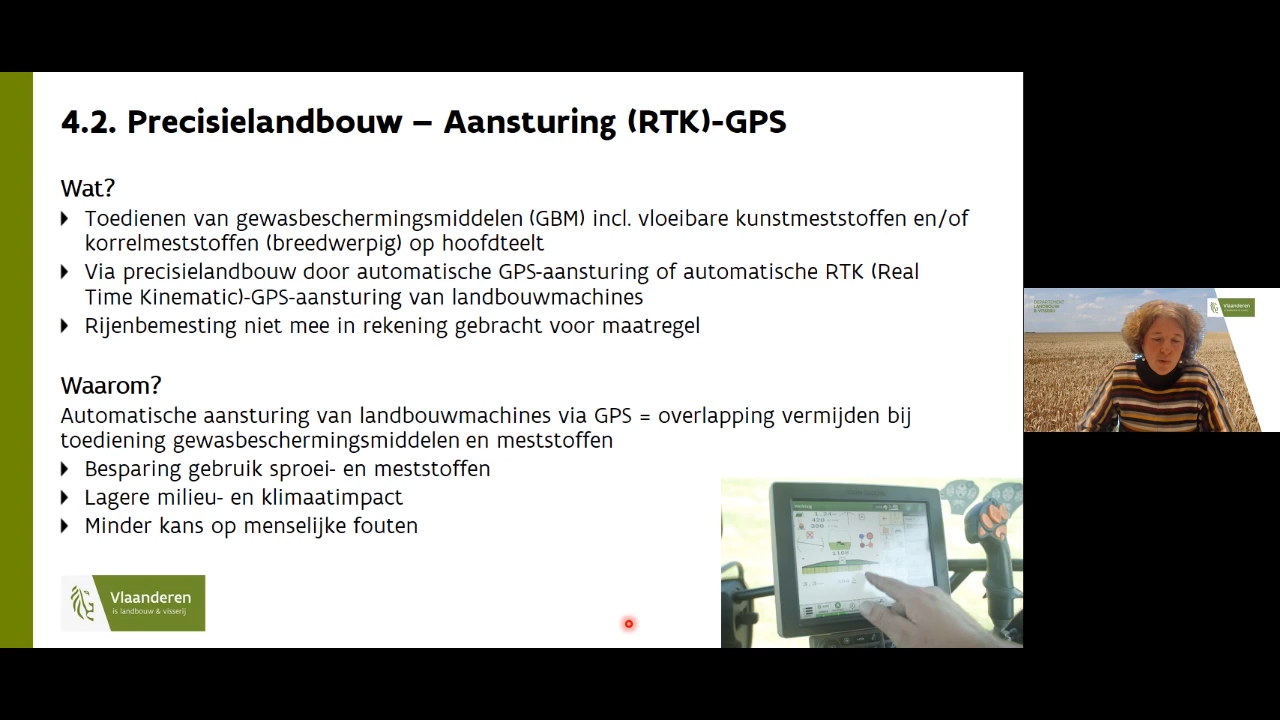 4.2. Precisielandbouw – Aansturing (RTK)-GPS
Wat?
Toedienen van gewasbeschermingsmiddelen (GBM) incl. vloeibare kunstmeststoffen en/of
korrelmeststoffen (breedwerpig) op hoofdteelt
Via precisielandbouw door automatische GPS-aansturing of automatische RTK (Real
Time Kinematic)-GPS-aansturing van landbouwmachines
Rijenbemesting niet mee in rekening gebracht voor maatregel
Waarom?
Automatische aansturing van landbouwmachines via GPS = overlapping vermijden bij
toediening gewasbeschermingsmiddelen en meststoffen
Besparing gebruik sproei- en meststoffen
Lagere milieu- en klimaatimpact
Minder kans op menselijke fouten
Vlaanderen
is landbouw & visserij
DEPARTEMENT
LANDBOUW
& VISSERIJ
Vlaanderen